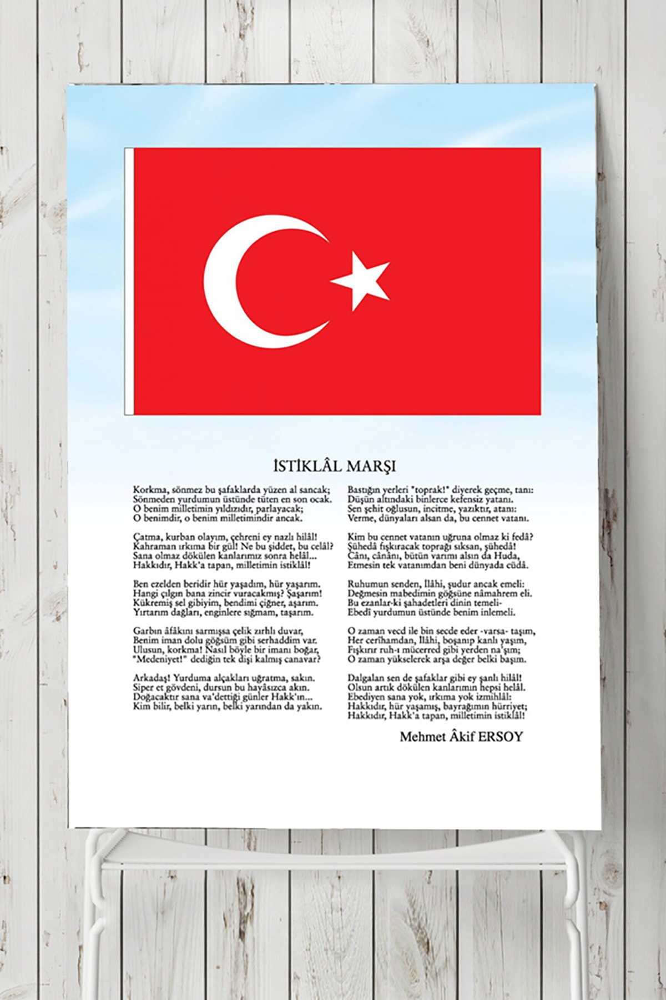 İSTİKLÂL MARŞI
Korkma, sönmez bu şafaklarda yüzen al sancak;
Sönmeden yurdumun üstünde tüten en son ocak.
O benim milletimin yıldızıdır, parlayacak;
O benimdir, o benim milletimindir ancak.
Çatma, kurban olayım, çehreni ey nazlı hilâl!
Kahraman ırkıma bir gül! Ne bu şiddet, bu celâl?
Sana olmaz dökülen kanlarımız sonra helâl...
Hakkıdır, Hakk'a tapan, milletimin istiklâl!
Ben ezelden beridir hür yaşadım, hür yaşarım.
Hangi çılgın bana zincir vuracakmış? Şaşarım!
Kükremiş sel gibiyim, bendimi çiğner, aşarım.
Yırtarım dağları, enginlere sığmam, taşarım.
Garbın âfâkını sarmışsa çelik zırhlı duvar,
Benim iman dolu göğsüm gibi serhaddim var.
Ulusun, korkma! Nasıl böyle bir imanı boğar,
"Medeniyet!" dediğin tek dişi kalmış canavar?
Arkadaş! Yurduma alçakları uğratma, sakın.
Siper et gövdeni, dursun bu hayâsızca akın.
Doğacaktır sana va'dettiği günler Hakk'ın...
Kim bilir, belki yarın, belki yarından da yakın.
Bastığın yerleri "toprak!" diyerek geçme, tanı:
Düşün altındaki binlerce kefensiz yatanı.
Sen şehit oğlusun, incitme, yazıktır, atanı:
Verme, dünyaları alsan da, bu cennet vatanı.
Kim bu cennet vatanın uğruna olmaz ki fedâ?
Şühedâ fışkıracak toprağı sıksan, şühedâ!
Cânı, cânânı, bütün varımı alsın da Huda,
Etmesin tek vatanımdan beni dünyada cüdâ.
Ruhumun senden, İlâhi, şudur ancak emeli:
Değmesin mabedimin göğsüne nâmahrem eli.
Bu ezanlar-ki şahadetleri dinin temeli-
Ebedî yurdumun üstünde benim inlemeli.
O zaman vecd ile bin secde eder -varsa- taşım,
Her cerîhamdan, İlâhi, boşanıp kanlı yaşım,
Fışkırır ruh-ı mücerred gibi yerden na'şım;
O zaman yükselerek arşa değer belki başım.
Dalgalan sen de şafaklar gibi ey şanlı hilâl!
Olsun artık dökülen kanlarımın hepsi helâl.
Ebediyen sana yok, ırkıma yok izmihlâl:
Hakkıdır, hür yaşamış, bayrağımın hürriyet;
Hakkıdır, Hakk'a tapan, milletimin istiklâl!
Mehmet Âkif ERSOY